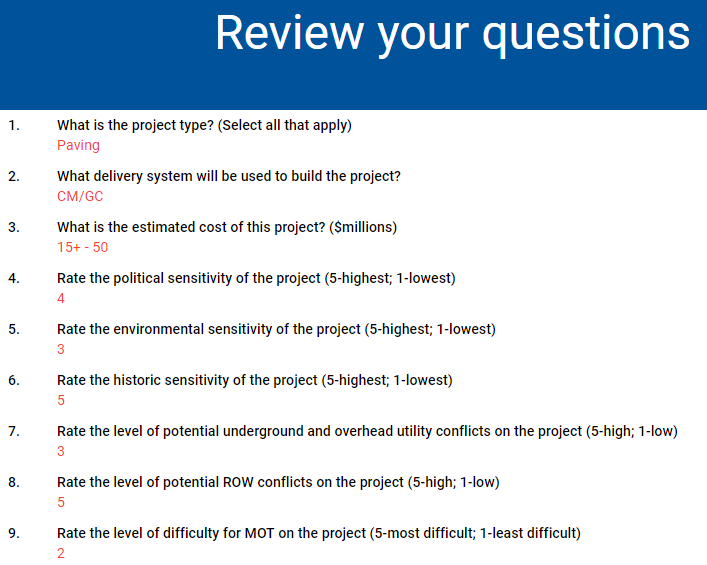 Review your questions
1. What is the project type? (Select all that apply)
Paving
2. What delivery system will be used to build the project?
CM/GC
3. What is the estimated cost of this project? ($millions)
15+ - 50
4. Rate the political sensitivity of the project (5-highest; 1-lowest)
4
5. Rate the environmental sensitivity of the project (5-highest; 1-lowest)
3
6. Rate the historic sensitivity of the project (5-highest; 1-lowest)
5
7. Rate the level of potential underground and overhead utility conflicts on the project (5-high; 1-low)
3
8. Rate the level of potential ROW conflicts on the project (5-high; 1-low)
5
9. Rate the level of difficulty for MOT on the project (5-most difficult; 1-least difficult)
2